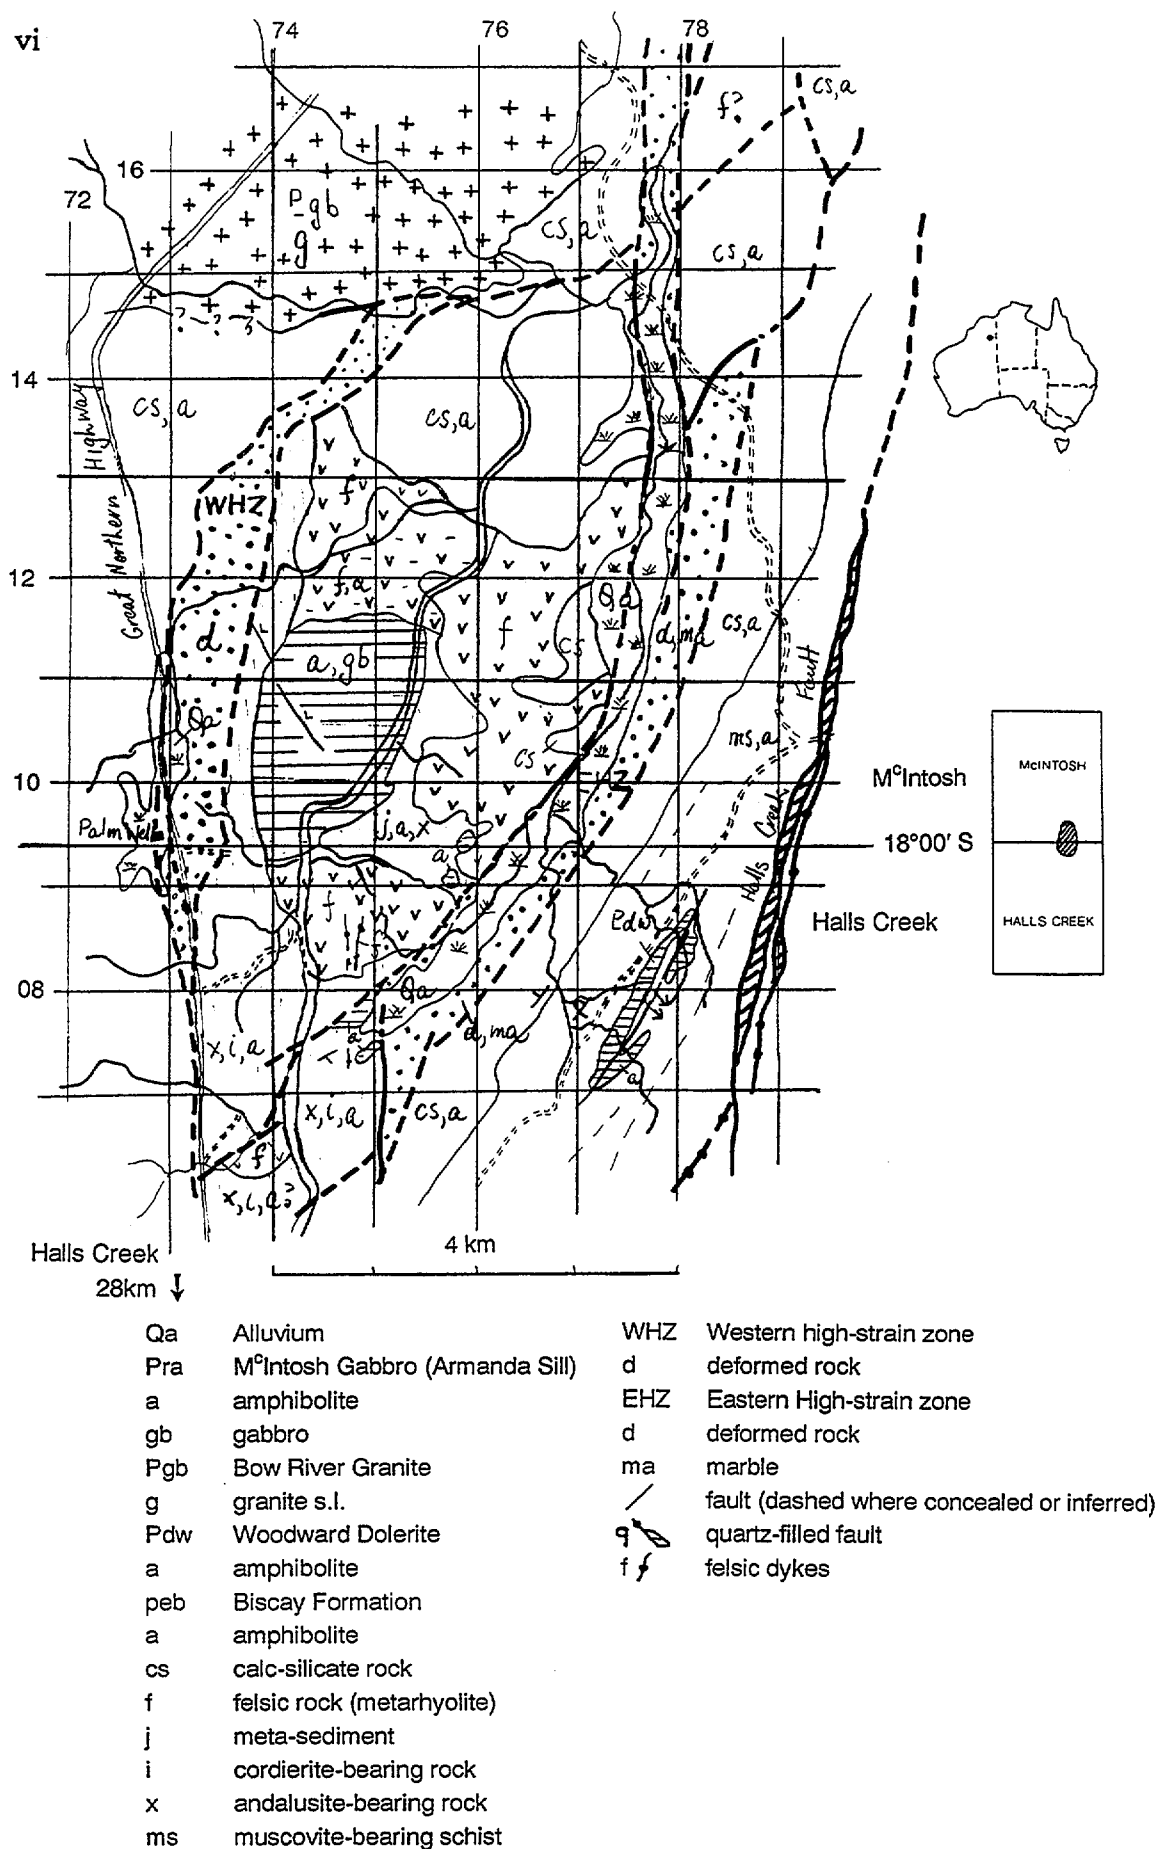 vi
74
76
78
cs, a
f?
16
P gb
g
72
cs, a
cs, a
? ? ?
14
cs, a
cs, a
Highway
WHZ
f
Northern
12
f, a
Qa
Great
f
cs
d, ma
cs, a
d
a, gb
Fault
Qa
cs
ms, a
10
McIntosh
McINTOSH
j, a, x
Creek
Palm Well
a
18°00' S
Halls
f
Pdw
Halls Creek
HALLS CREEK
08
Qa
d, ma
x, i, a
a
a
x, i, a
cs, a
f
x, i, a?
Halls Creek
28km
4 km
Qa Alluvium
Pra McIntosh Gabbro (Armanda Sill)
a amphibolite
gb gabbro
Pgb Bow River Granite
g granite s.l.
Pdw Woodward Dolerite
a amphibolite
peb Biscay Formation
a amphibolite
cs calc-silicate rock
f felsic rock (metarhyolite)
j meta-sediment
i cordierite-bearing rock
x andalusite-bearing rock
ms muscovite-bearing schist
WHZ Western high-strain zone
d deformed rock
EHZ Eastern High-strain zone
d deformed rock
ma marble
fault (dashed where concealed or inferred)
q quartz-filled fault
f felsic dykes